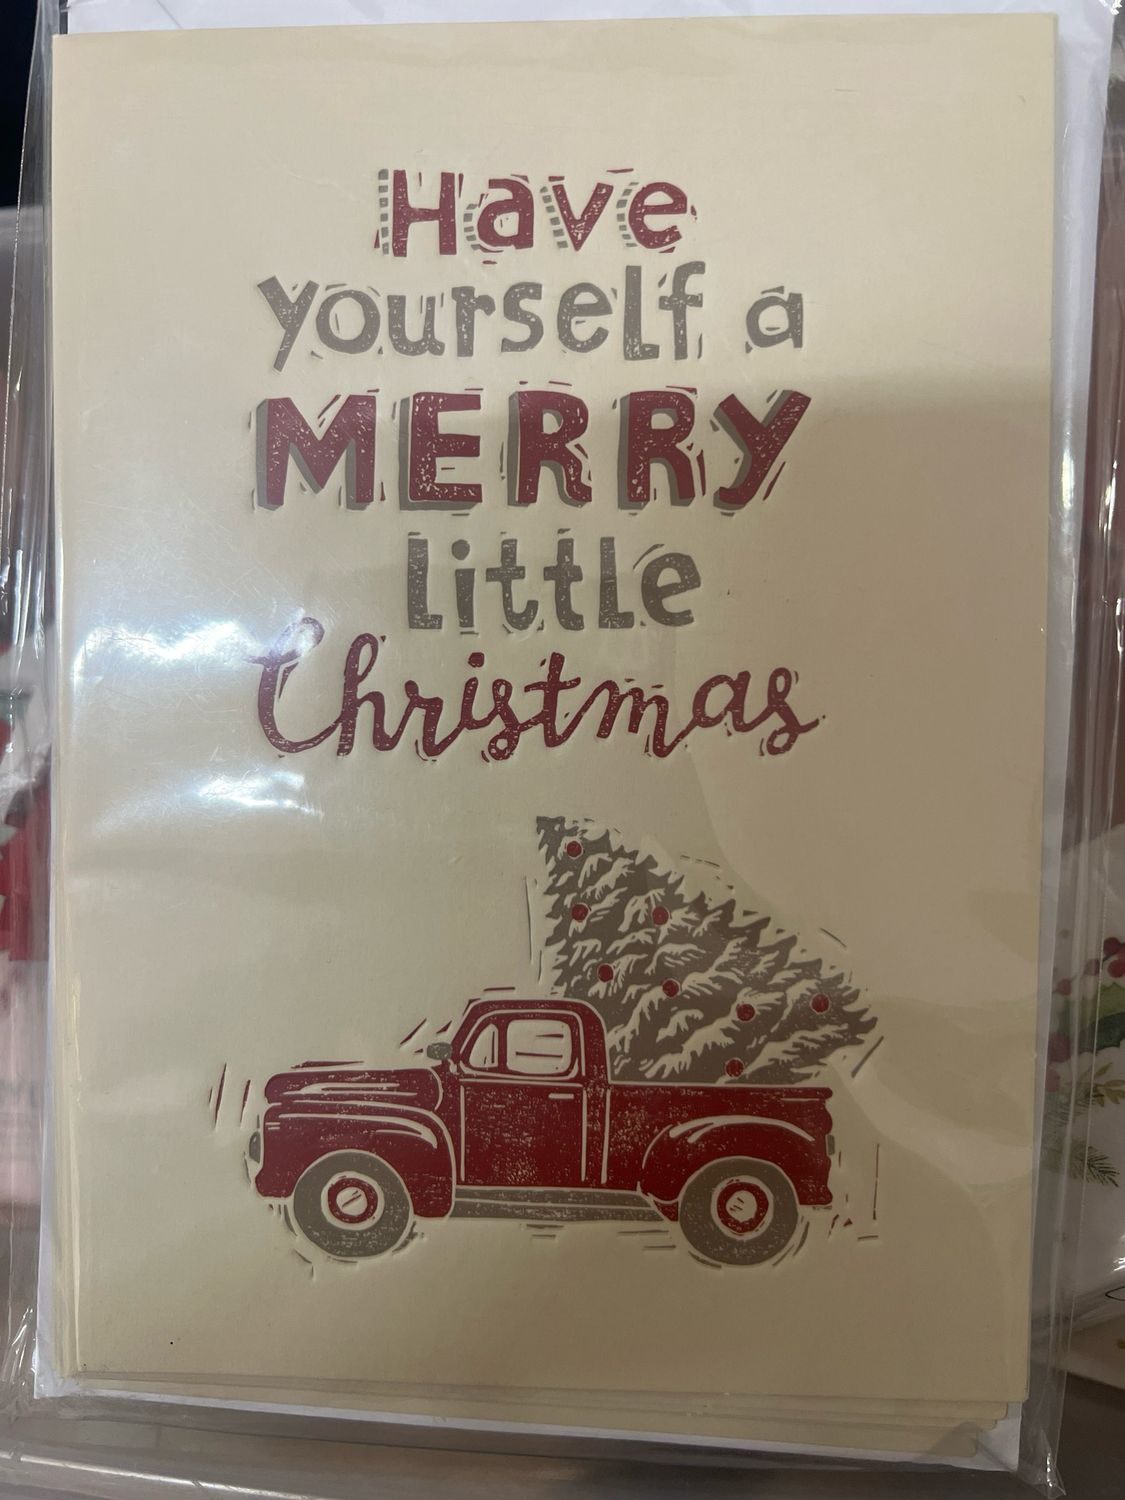 Have
yourself a
MERRY
little
Christmas